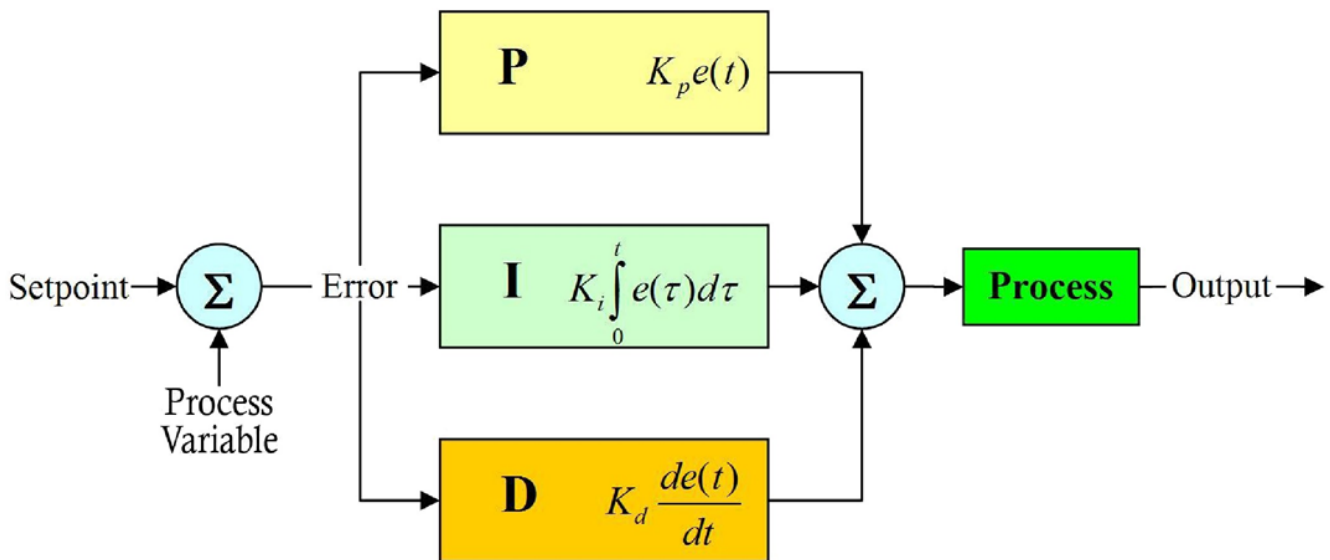 P K_p e(t)
Setpoint
Σ
Error
I K_i ∫_0^t e(τ)dτ
Σ
Process
Output
Process
Variable
D K_d de(t)/dt